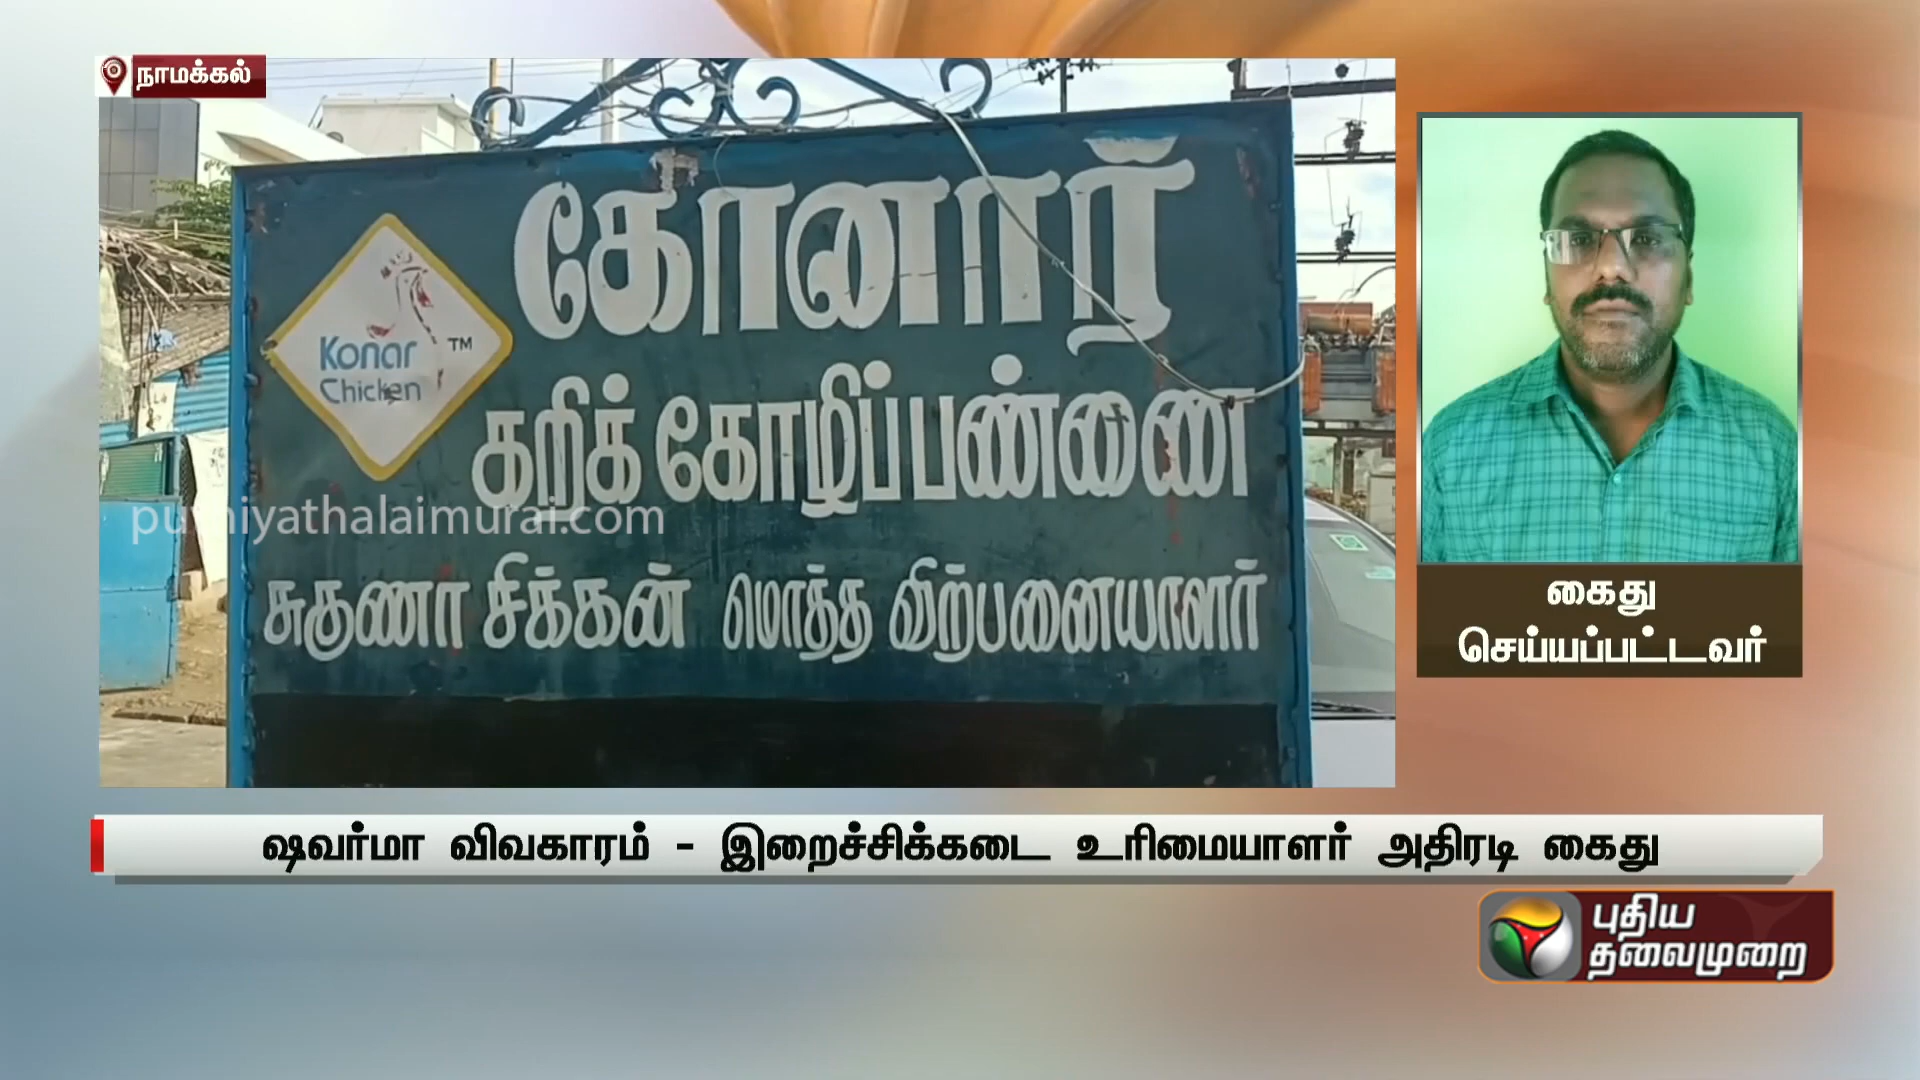 நாமக்கல்
கோனார்
Konar TM
Chicken
கறிக் கோழிப்பண்ணை
puthiyathalaimurai.com
சுகுணா சிக்கன் மொத்த விற்பனையாளர்
கைது
செய்யப்பட்டவர்
ஷவர்மா விவகாரம் - இறைச்சிக்கடை உரிமையாளர் அதிரடி கைது
புதிய
தலைமுறை